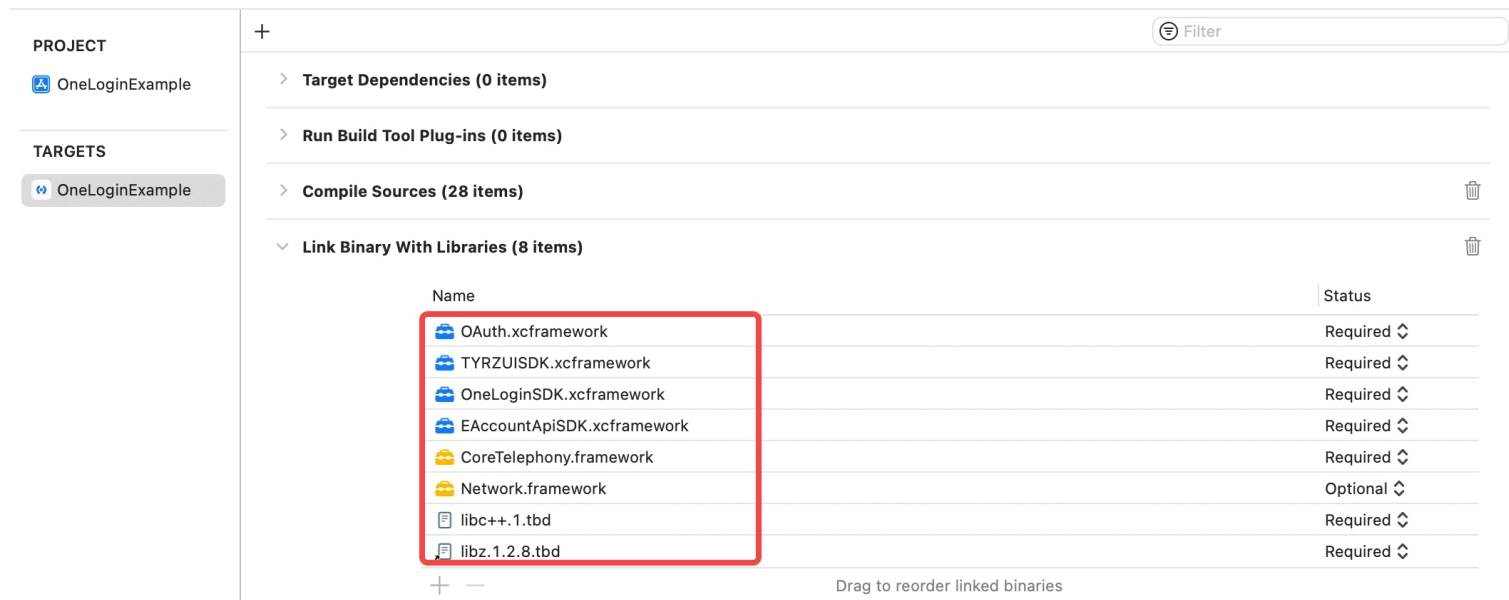 PROJECT
OneLoginExample
TARGETS
OneLoginExample
Filter
Target Dependencies (0 items)
Run Build Tool Plug-ins (0 items)
Compile Sources (28 items)
Link Binary With Libraries (8 items)
Name Status
OAuth.xcframework Required
TYRZUISDK.xcframework Required
OneLoginSDK.xcframework Required
EAccountApiSDK.xcframework Required
CoreTelephony.framework Required
Network.framework Optional
libc++.1.tbd Required
libz.1.2.8.tbd Required
Drag to reorder linked binaries